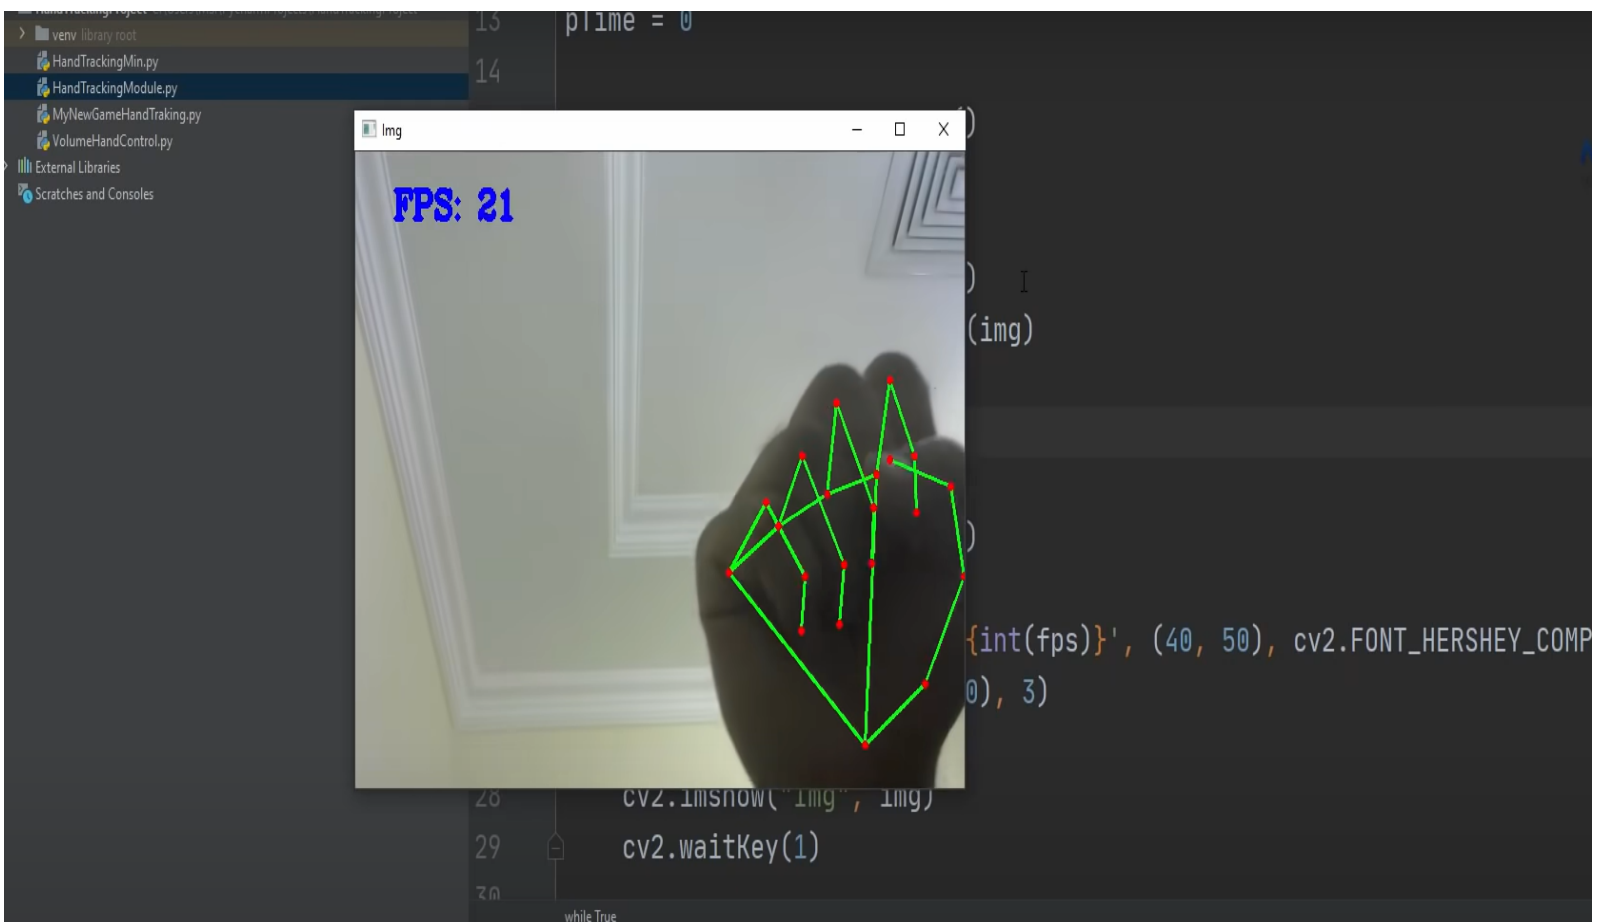 venv library root
HandTrackingMin.py
HandTrackingModule.py
MyNewGameHandTraking.py
VolumeHandControl.py
External Libraries
Scratches and Consoles
13 pTime = 0
14
)
Img
FPS: 21
)
(img)
)
{int(fps)}', (40, 50), cv2.FONT_HERSHEY_COMP
0), 3)
28 cv2.imshow("Img", img)
29 cv2.waitKey(1)
30
while True